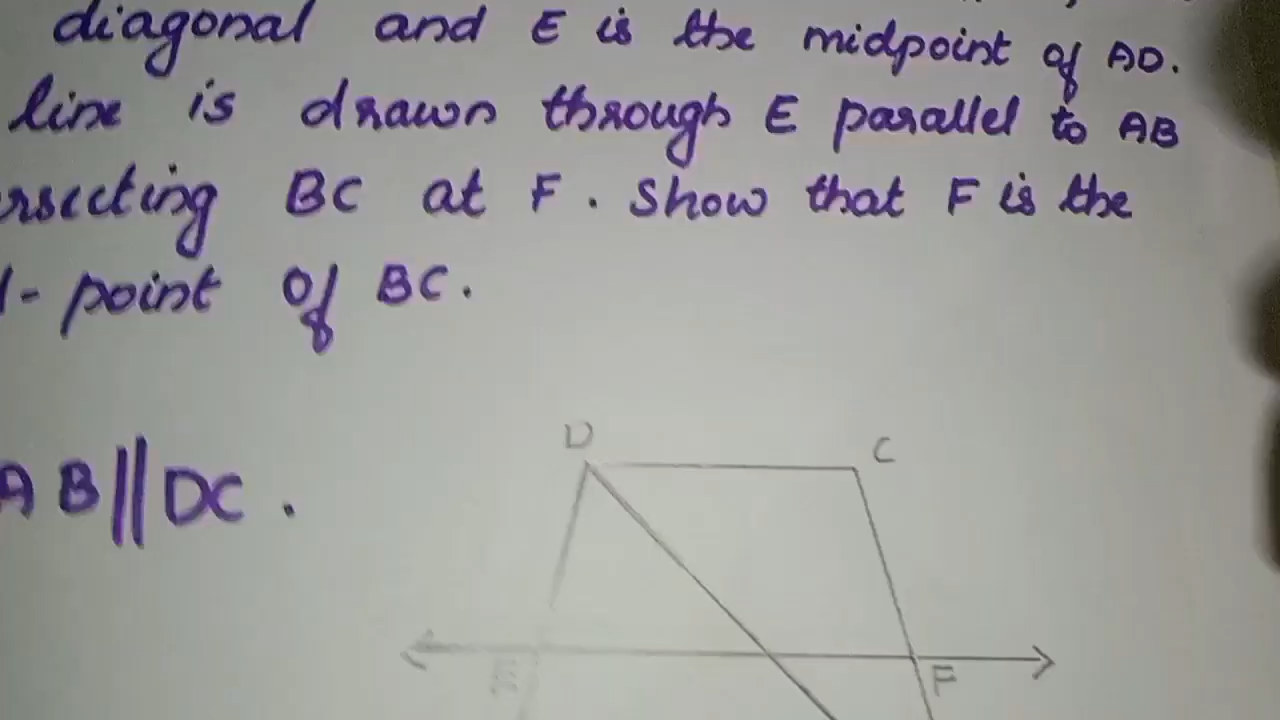 diagonal and E is the midpoint of AD.
line is drawn through E parallel to AB
rsecting BC at F. Show that F is the
- point of BC.
D
C
AB||DC.
E
F